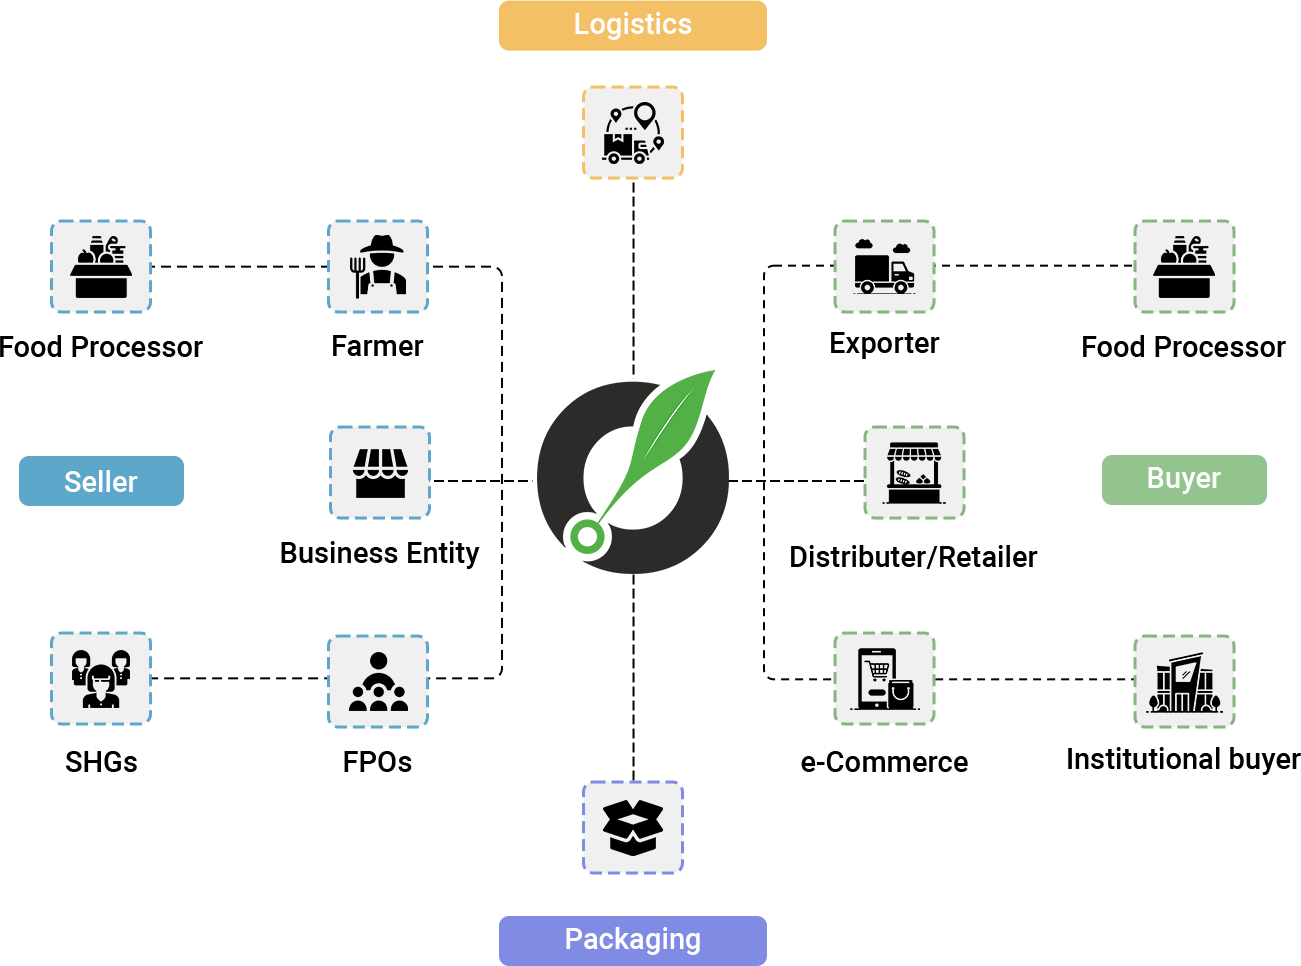 Logistics
Food Processor
Farmer
Exporter
Food Processor
Seller
Business Entity
Distributer/Retailer
Buyer
SHGs
FPOs
e-Commerce
Institutional buyer
Packaging